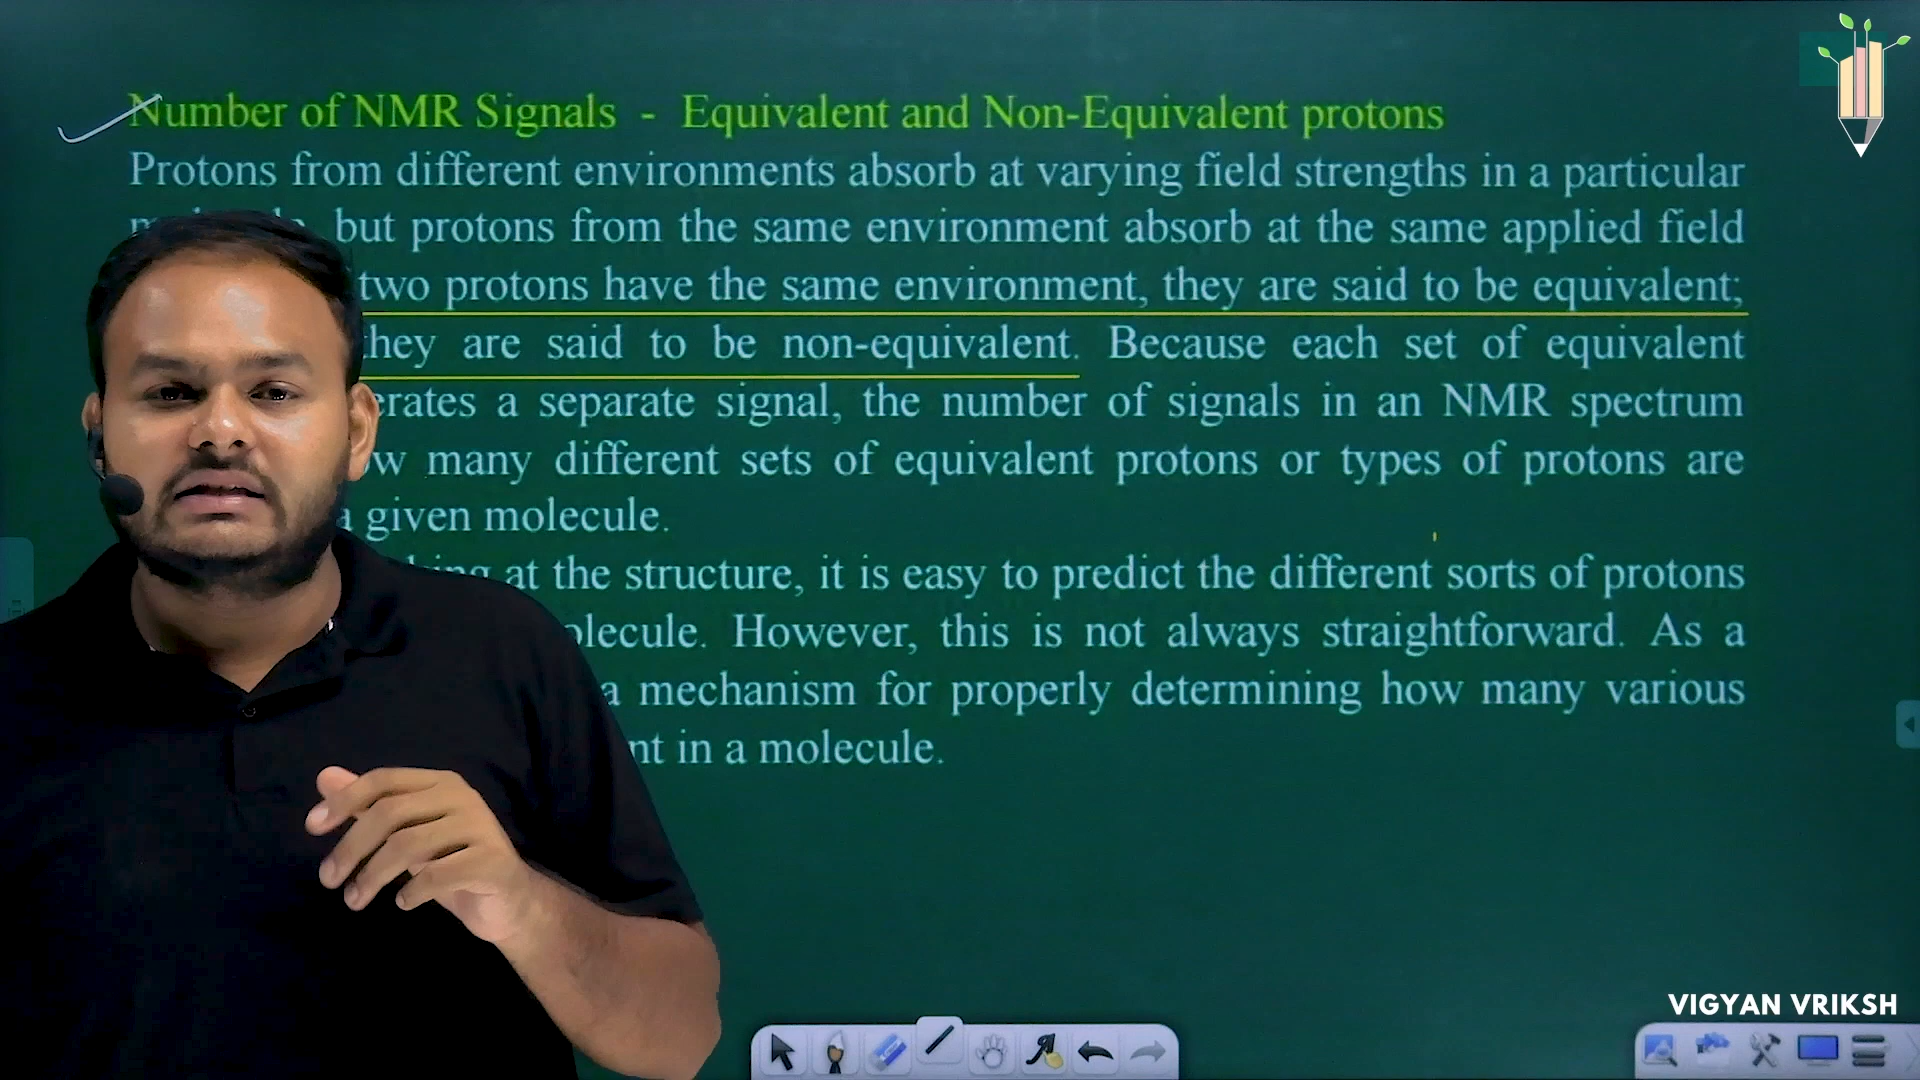 Number of NMR Signals - Equivalent and Non-Equivalent protons
Protons from different environments absorb at varying field strengths in a particular
but protons from the same environment absorb at the same applied field
two protons have the same environment, they are said to be equivalent;
they are said to be non-equivalent. Because each set of equivalent
erates a separate signal, the number of signals in an NMR spectrum
ow many different sets of equivalent protons or types of protons are
a given molecule.
king at the structure, it is easy to predict the different sorts of protons
olecule. However, this is not always straightforward. As a
a mechanism for properly determining how many various
nt in a molecule.
VIGYAN VRIKSH